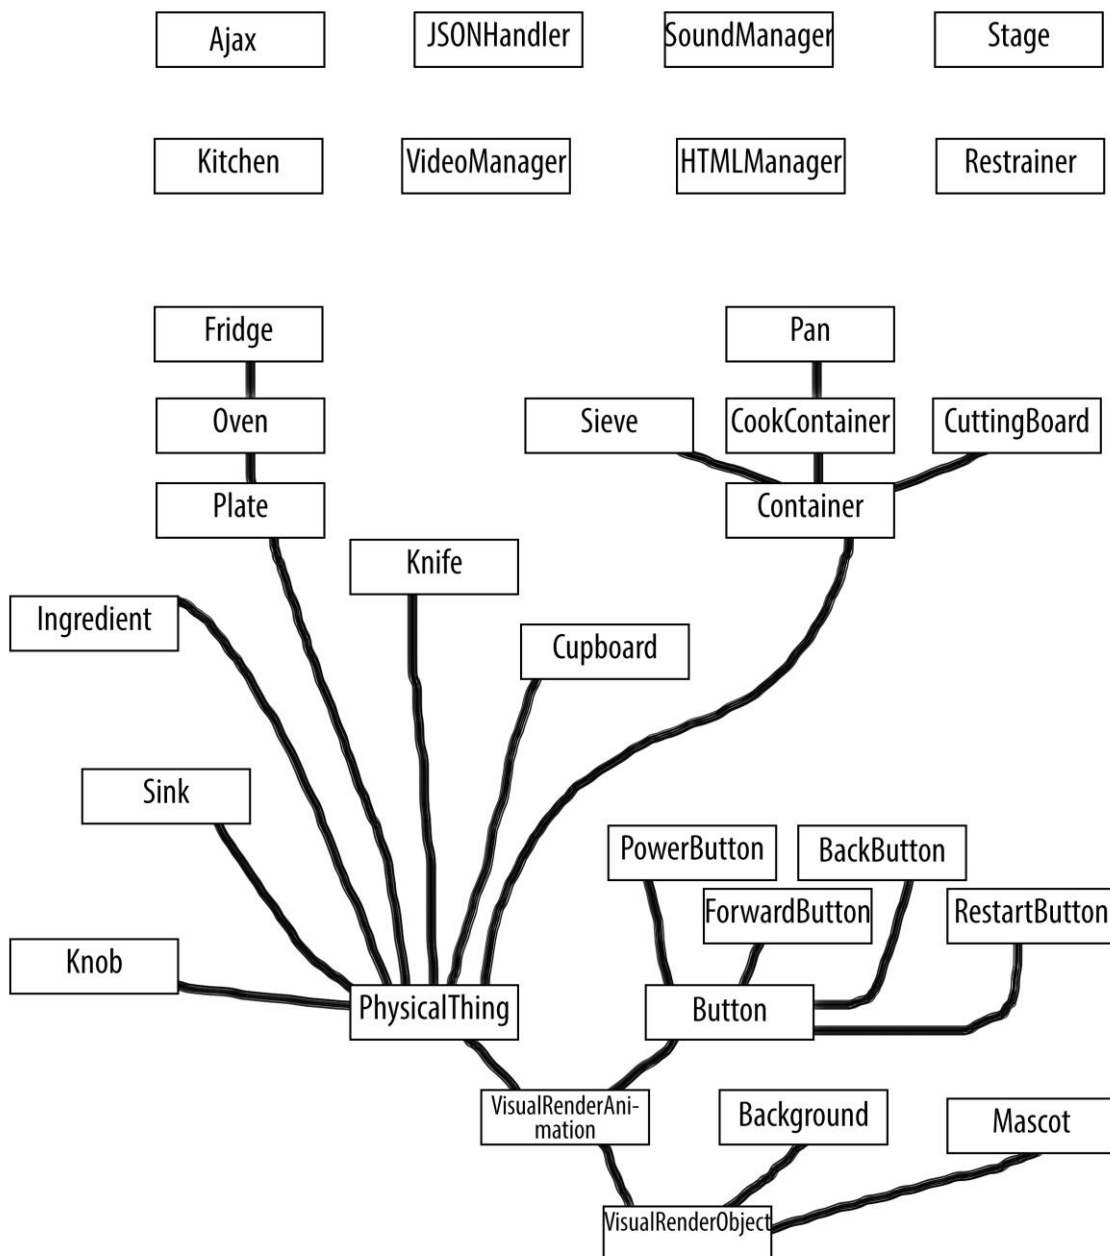 Ajax
JSONHandler
SoundManager
Stage
Kitchen
VideoManager
HTMLManager
Restrainer
Fridge
Pan
Oven
Sieve
CookContainer
CuttingBoard
Plate
Container
Knife
Ingredient
Cupboard
Sink
PowerButton
BackButton
ForwardButton
RestartButton
Knob
PhysicalThing
Button
VisualRenderAni-
mation
Background
Mascot
VisualRenderObject